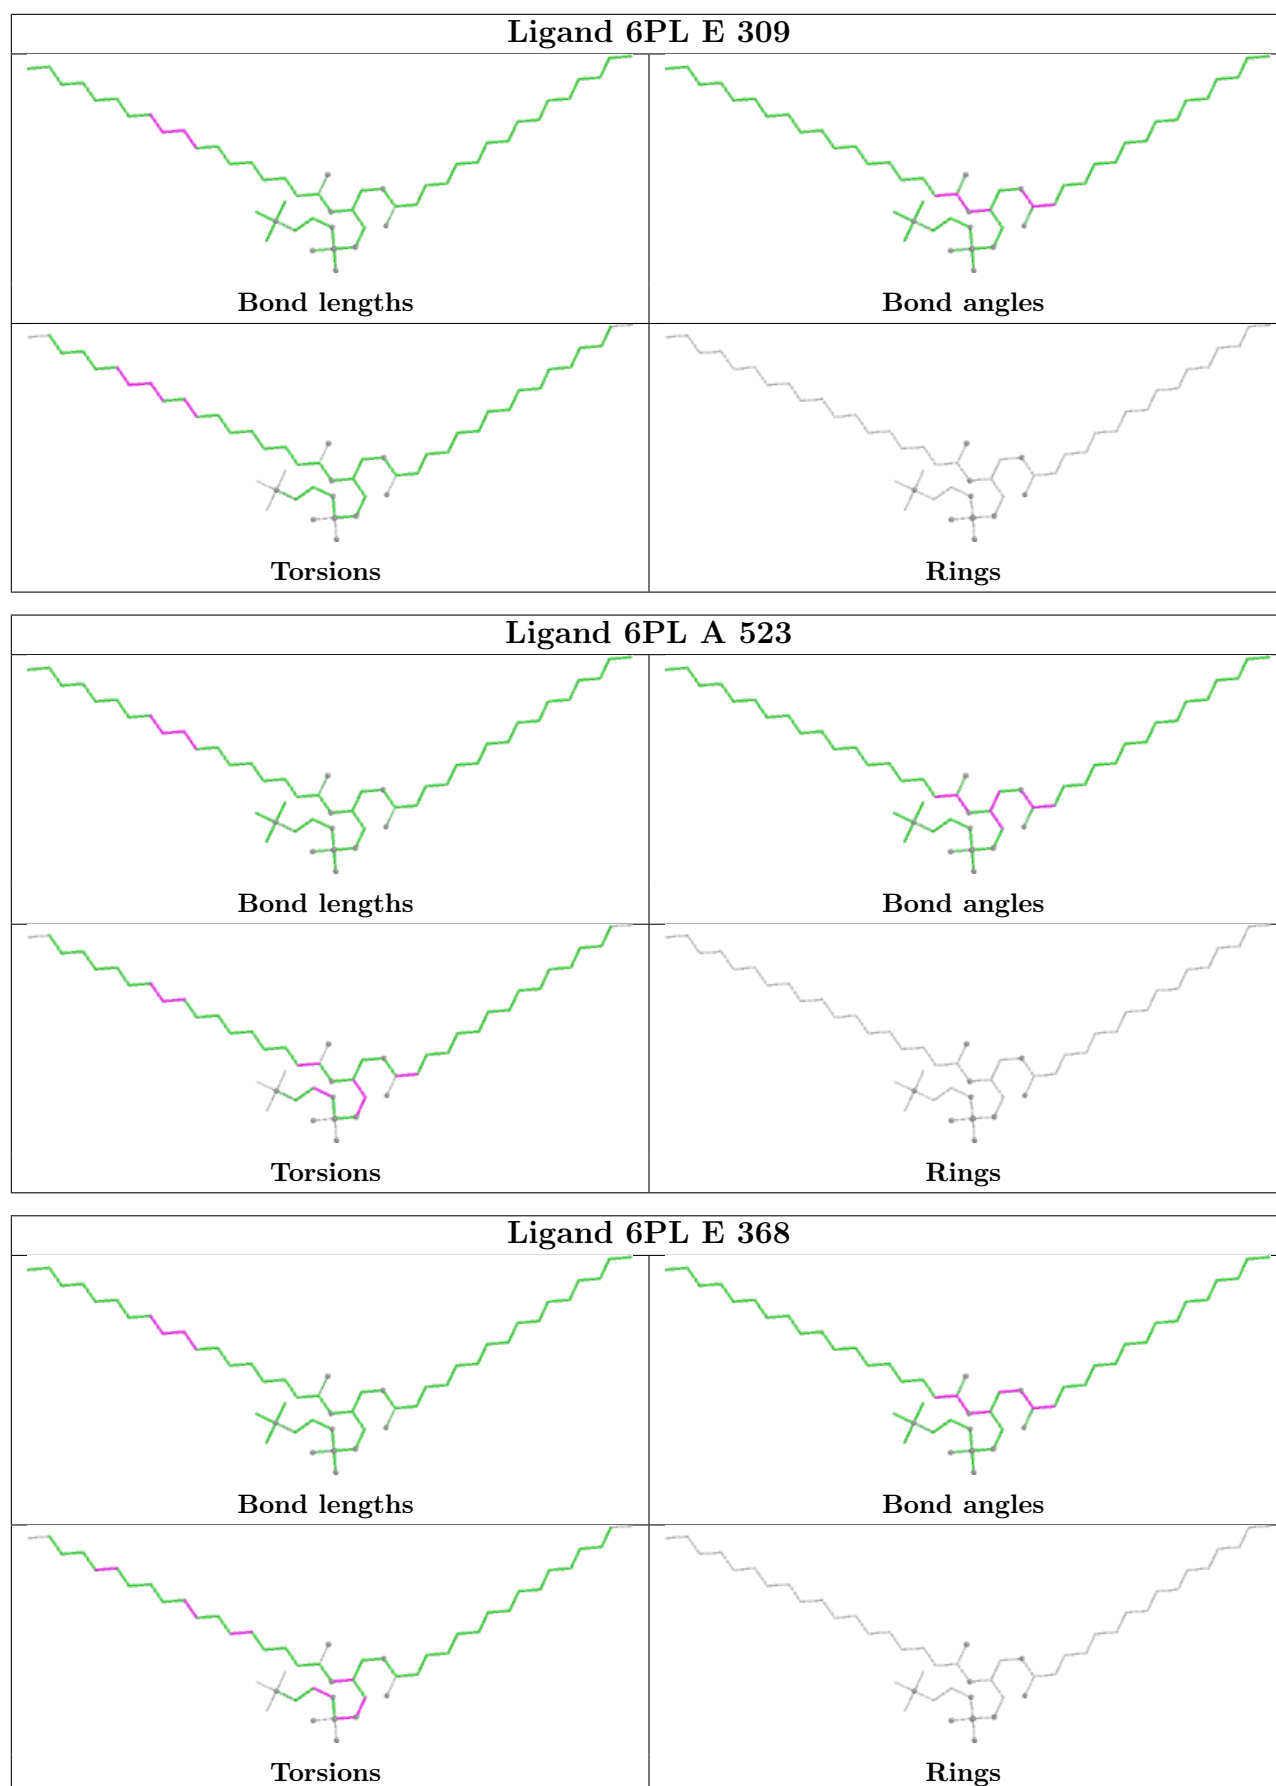 Ligand 6PL E 309
Bond lengths
Bond angles
Torsions
Rings
Ligand 6PL A 523
Bond lengths
Bond angles
Torsions
Rings
Ligand 6PL E 368
Bond lengths
Bond angles
Torsions
Rings